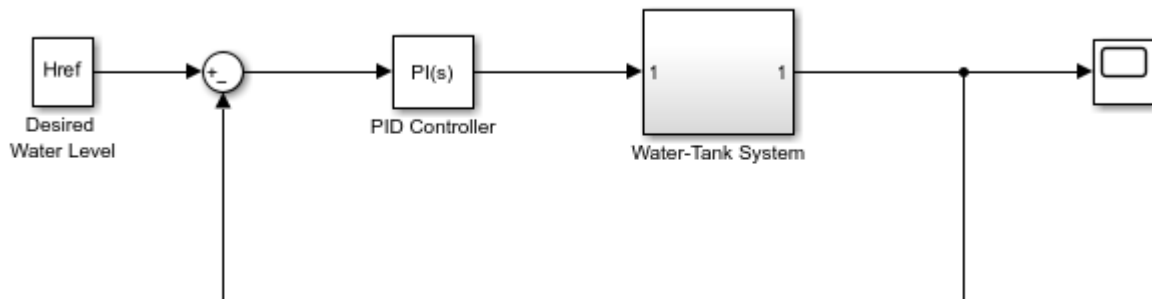 Href
+
−
PI(s)
1
1
Desired
Water Level
PID Controller
Water-Tank System